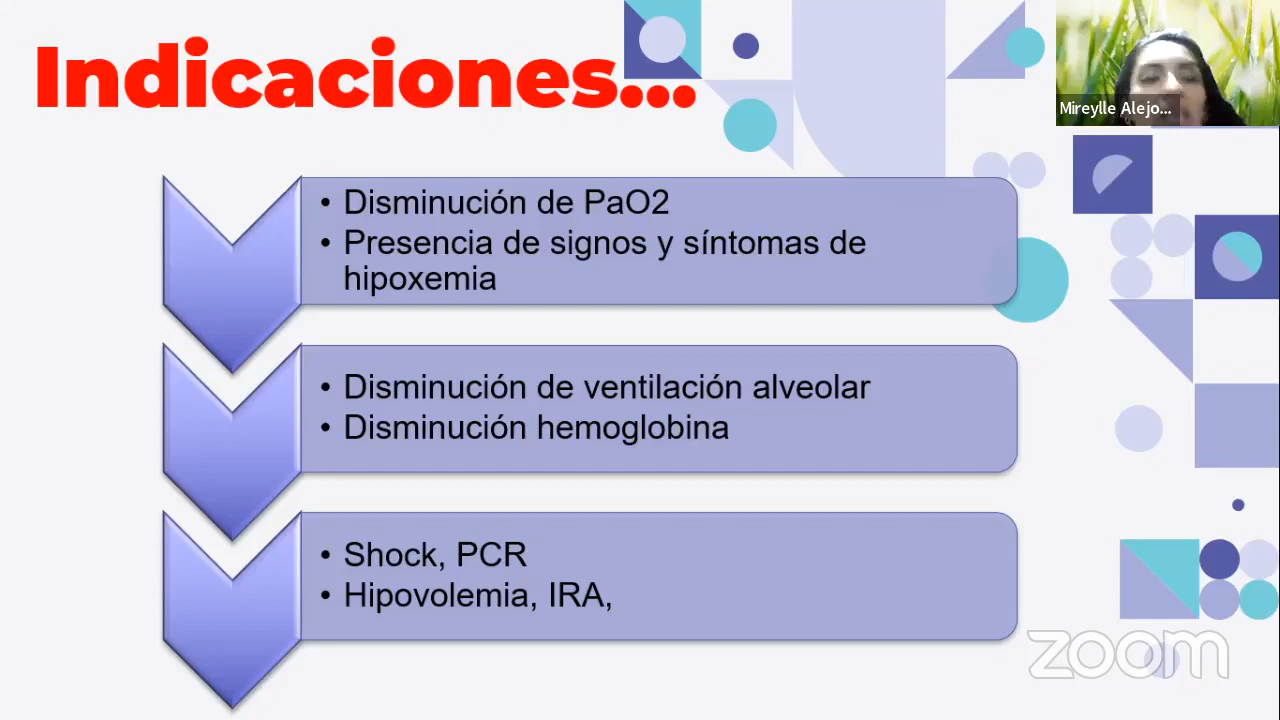 Indicaciones...
Mireylle Alejo...
• Disminución de PaO2
• Presencia de signos y síntomas de
hipoxemia
• Disminución de ventilación alveolar
• Disminución hemoglobina
• Shock, PCR
• Hipovolemia, IRA,
zoom